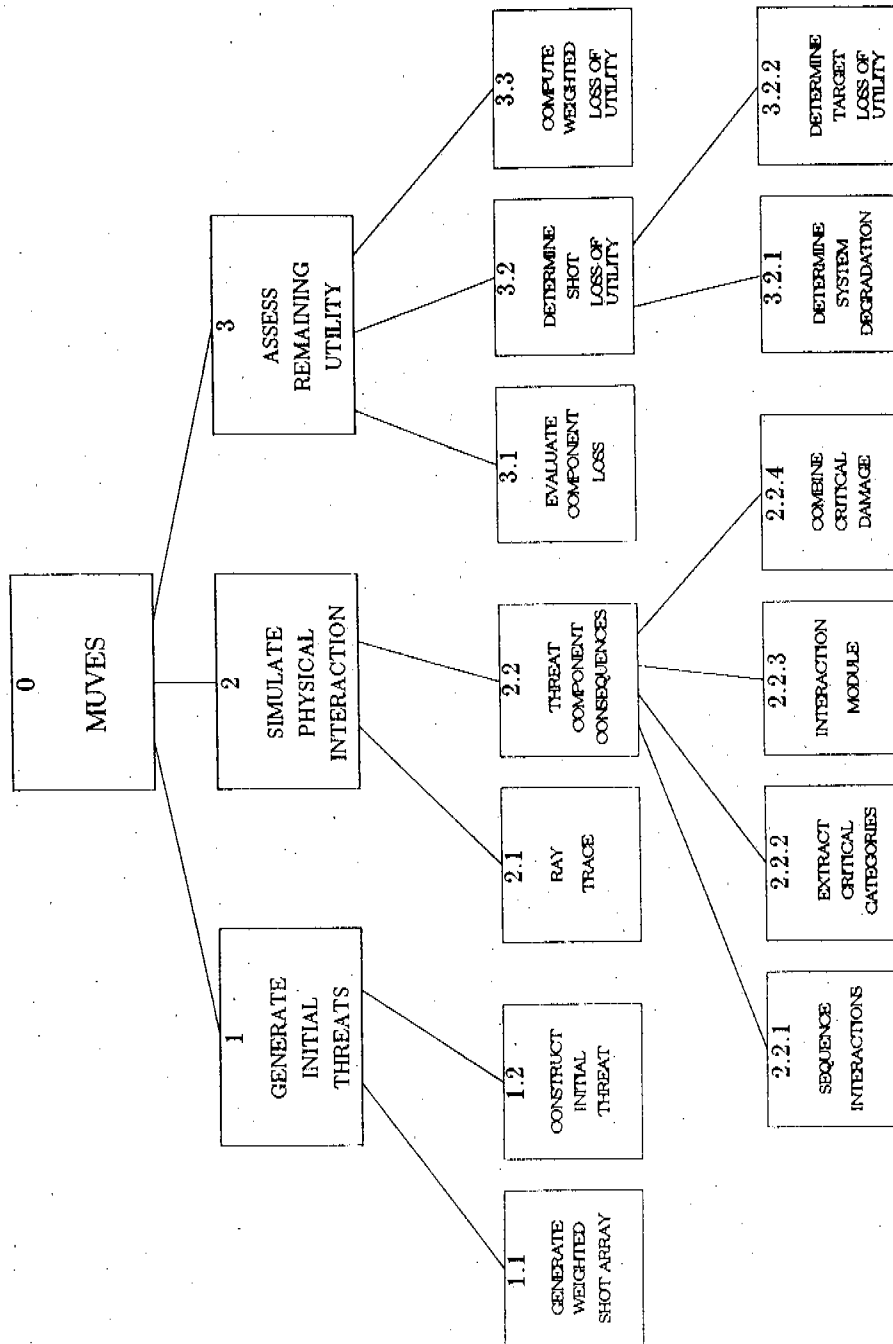 0
MUVES
1
GENERATE
INITIAL
THREATS
2
SIMULATE
PHYSICAL
INTERACTION
3
ASSESS
REMAINING
UTILITY
1.1
GENERATE
WEIGHTED
SHOT ARRAY
1.2
CONSTRUCT
INITIAL
THREAT
2.1
RAY
TRACE
2.2
THREAT
COMPONENT
CONSEQUENCES
3.1
EVALUATE
COMPONENT
LOSS
3.2
DETERMINE
SHOT
LOSS OF
UTILITY
3.3
COMPUTE
WEIGHTED
LOSS OF
UTILITY
2.2.1
SEQUENCE
INTERACTIONS
2.2.2
EXTRACT
CRITICAL
CATEGORIES
2.2.3
INTERACTION
MODULE
2.2.4
COMBINE
CRITICAL
DAMAGE
3.2.1
DETERMINE
SYSTEM
DEGRADATION
3.2.2
DETERMINE
TARGET
LOSS OF
UTILITY